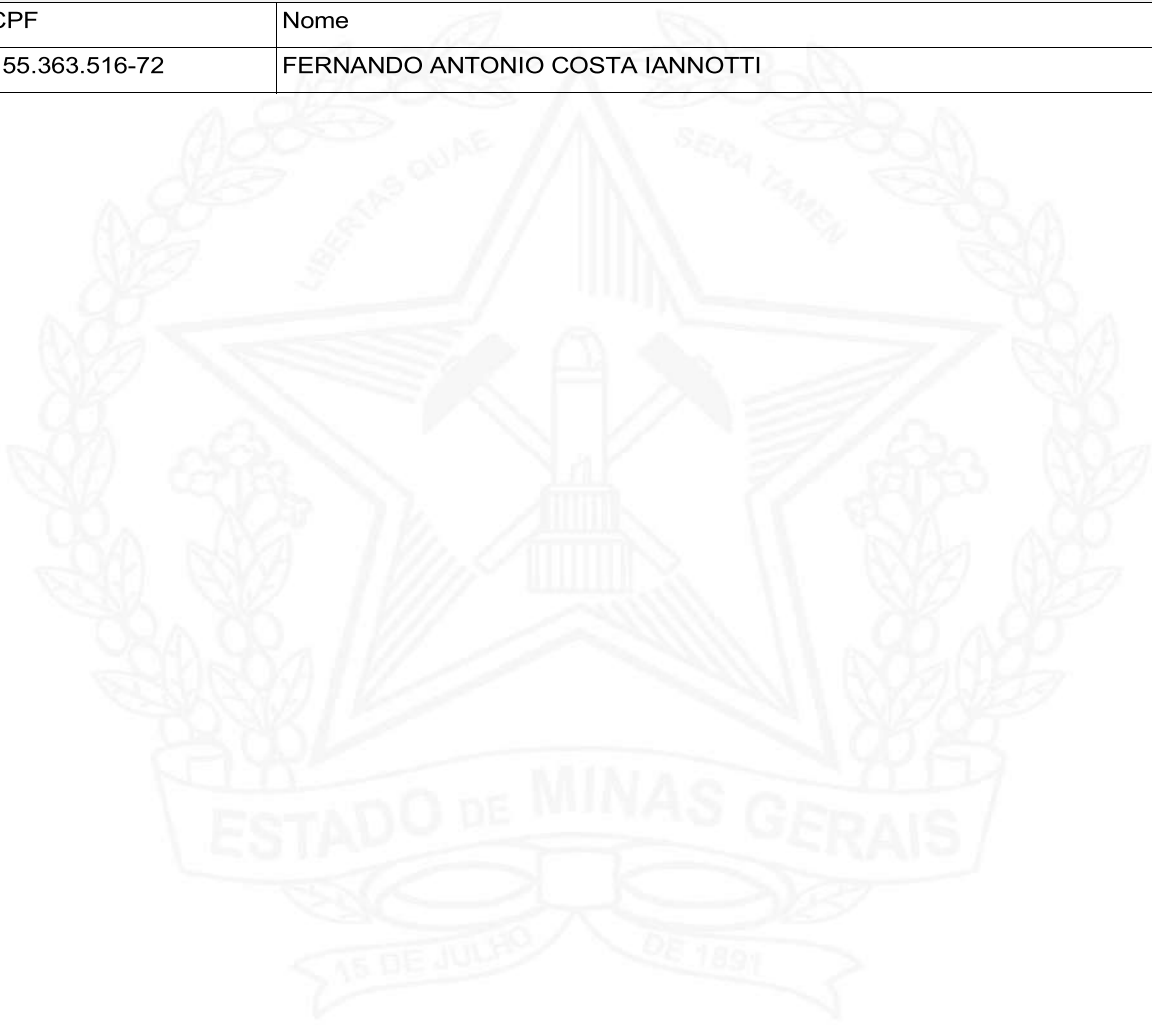 CPF Nome
55.363.516-72 FERNANDO ANTONIO COSTA IANNOTTI
LIBERTAS QUAE SERA TAMEN
ESTADO DE MINAS GERAIS
15 DE JULHO DE 1891